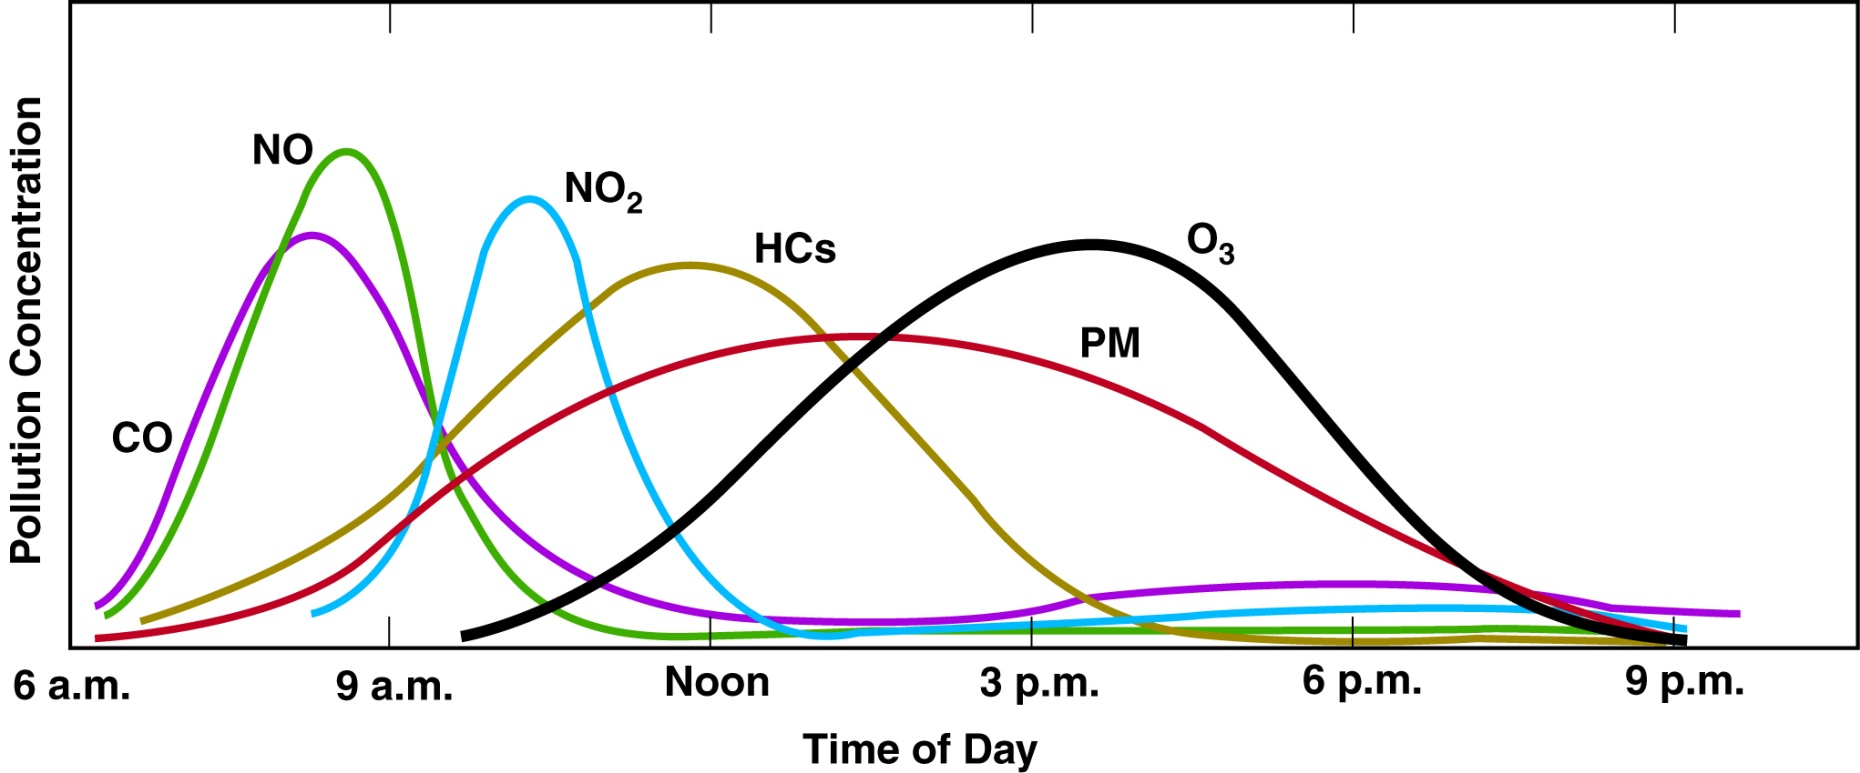 Pollution Concentration
NO
NO₂
HCs
O₃
PM
CO
6 a.m.
9 a.m.
Noon
3 p.m.
6 p.m.
9 p.m.
Time of Day